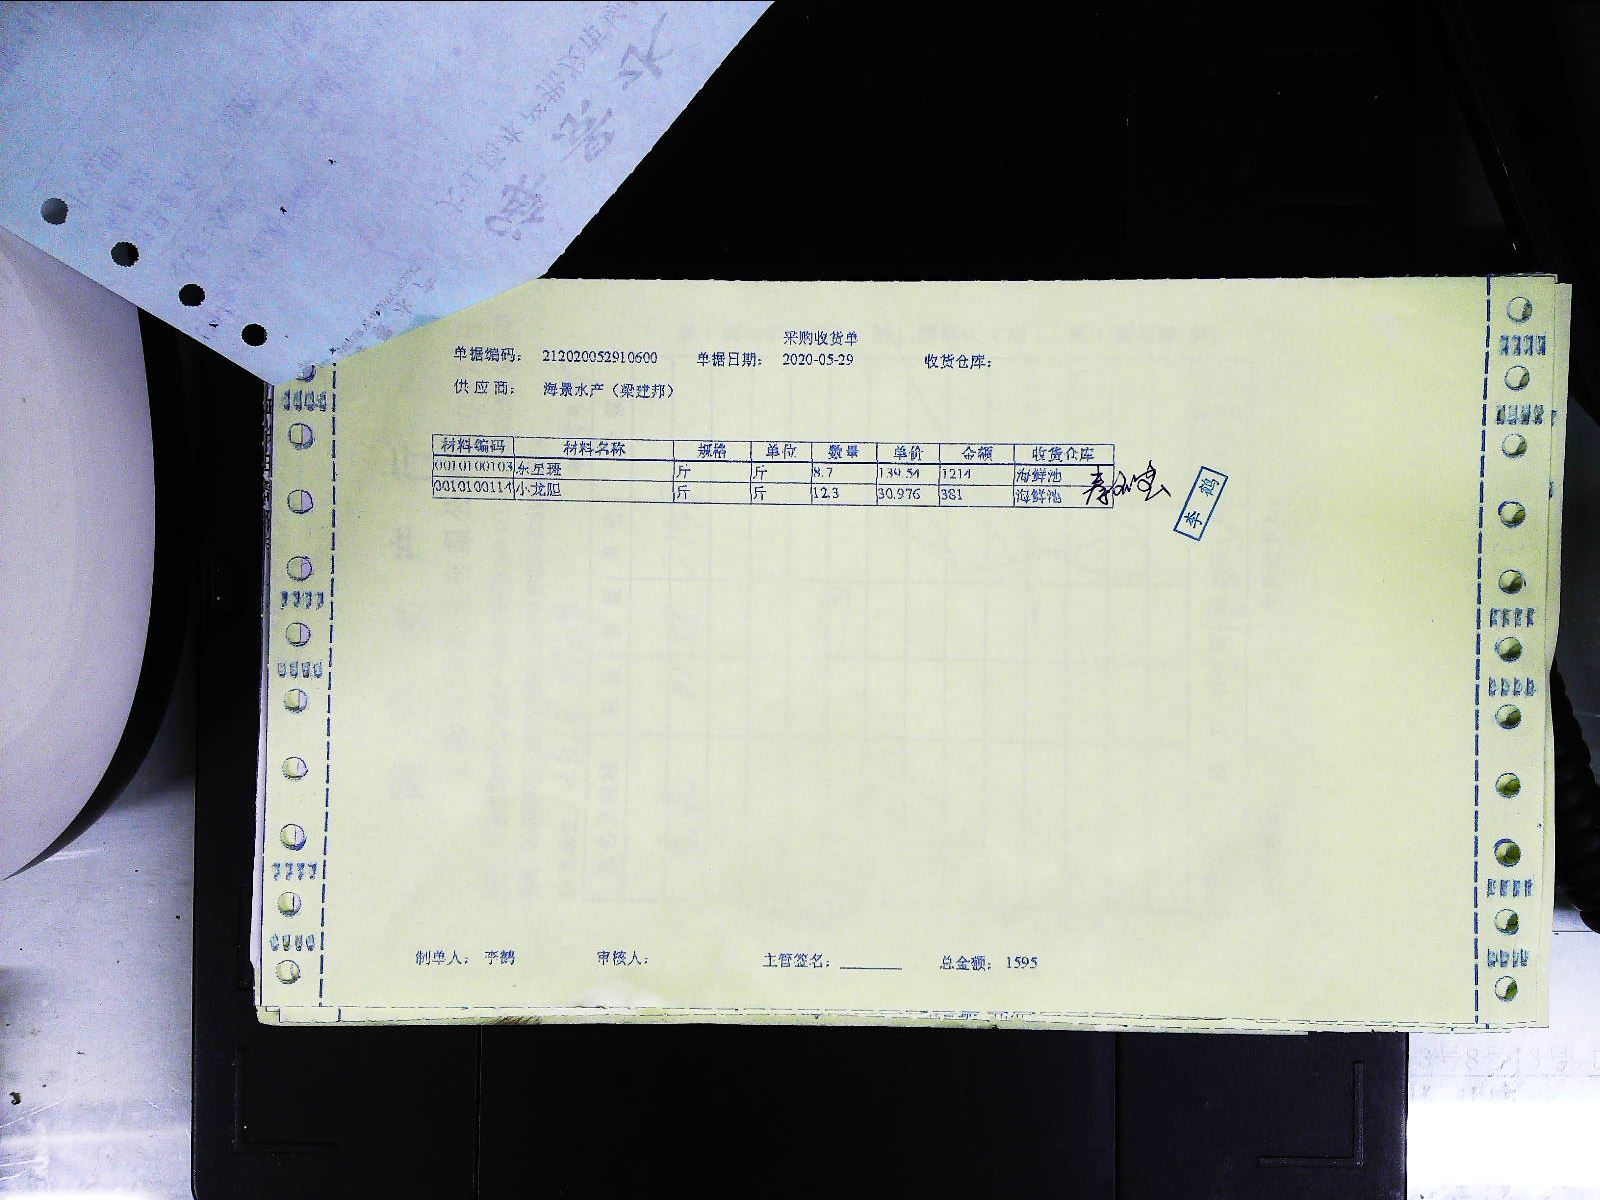 采购收货单
单据编码： 212020052910600 单据日期： 2020-05-29 收货仓库：
供 应 商： 海景水产（梁建邦）
材料编码 材料名称 规格 单位 数量 单价 金额 收货仓库
0010100103 东星斑 斤 斤 8.7 139.54 1214 海鲜池
0010100114 小龙胆 斤 斤 12.3 30.976 381 海鲜池
李鹤
制单人： 李鹤 审核人： 主管签名： 总金额： 1595